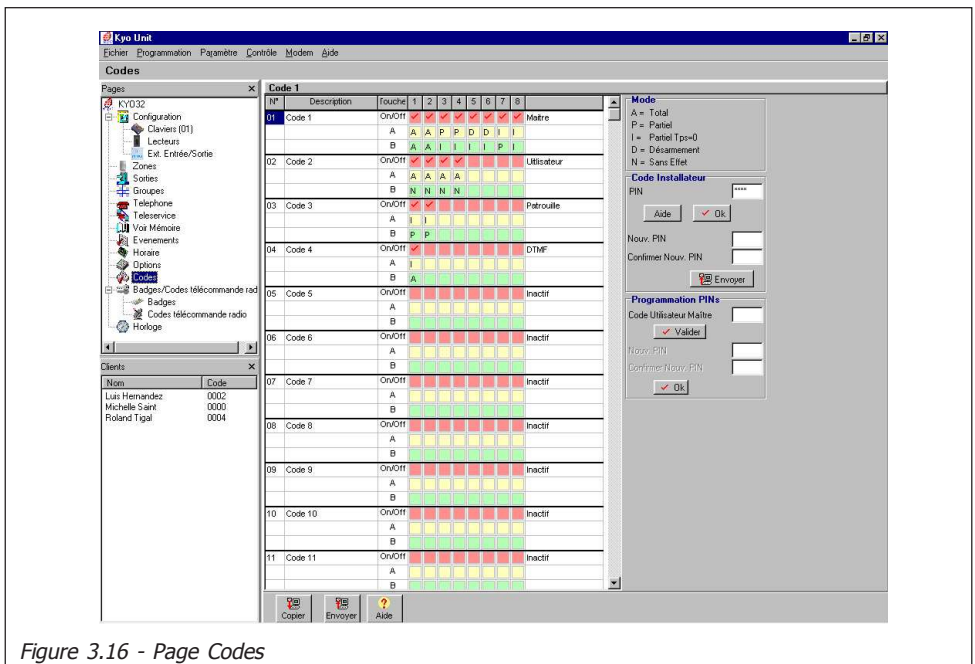 Kyo Unit
Fichier Programmation Paramètre Contrôle Modem Aide
Codes
Pages
KYO32
Configuration
Claviers (01)
Lecteurs
Ext. Entrée/Sortie
Zones
Sorties
Groupes
Telephone
Teleservice
Voir Mémoire
Evenements
Horaire
Options
Codes
Badges/Codes télécommande rad
Badges
Codes télécommande radio
Horloge
Clients
Nom Code
Luis Hernandez 0002
Michelle Saint 0000
Roland Tigal 0004
Code 1
N° Description Touche 1 2 3 4 5 6 7 8
01 Code 1 On/Off Maitre
A A A P P D D I I
B A A I I I I P I
02 Code 2 On/Off Utilisateur
A A A A A
B N N N N
03 Code 3 On/Off Patrouille
A I I
B P P
04 Code 4 On/Off DTMF
A I
B A
05 Code 5 On/Off Inactif
A
B
06 Code 6 On/Off Inactif
A
B
07 Code 7 On/Off Inactif
A
B
08 Code 8 On/Off Inactif
A
B
09 Code 9 On/Off Inactif
A
B
10 Code 10 On/Off Inactif
A
B
11 Code 11 On/Off Inactif
A
B
Copier Envoyer Aide
Mode
A = Total
P = Partiel
I = Partiel Tps=0
D = Désarmement
N = Sans Effet
Code Installateur
PIN ****
Aide Ok
Nouv. PIN
Confirmer Nouv. PIN
Envoyer
Programmation PINs
Code Utilisateur Maître
Valider
Nouv. PIN
Confirmer Nouv. PIN
Ok
Figure 3.16 - Page Codes